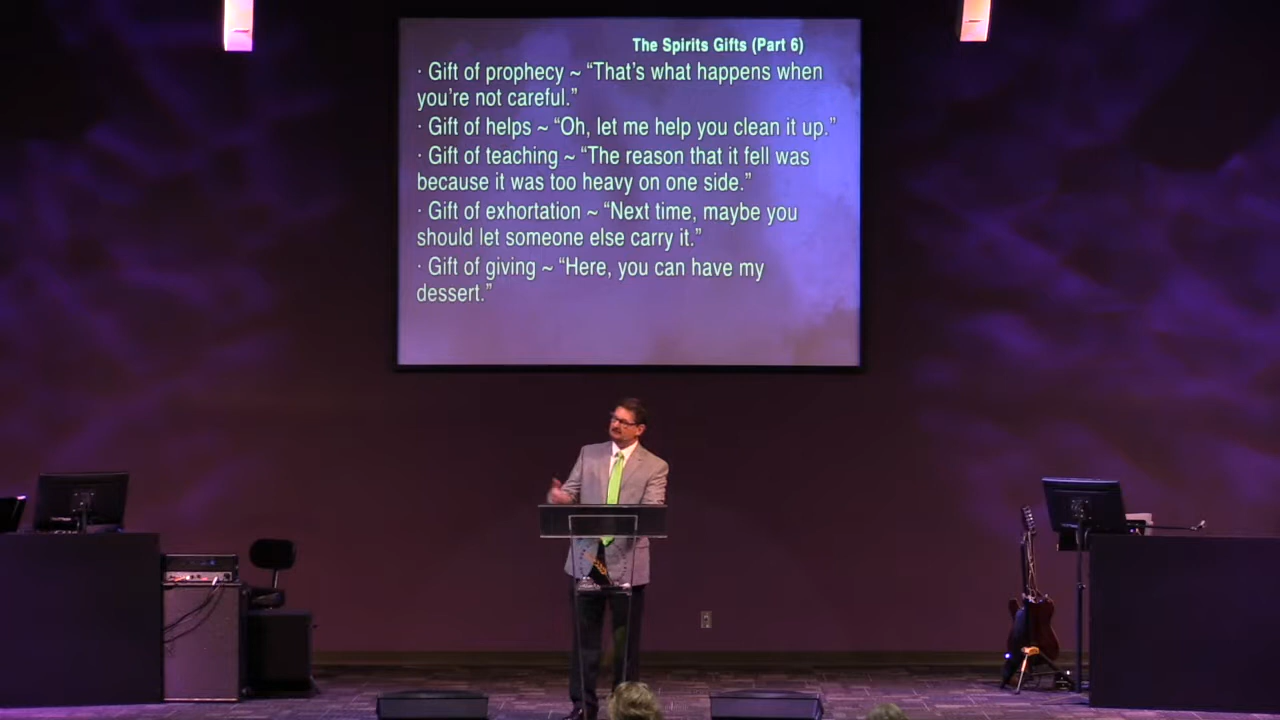 The Spirits Gifts (Part 6)
· Gift of prophecy ~ “That’s what happens when
you’re not careful.”
· Gift of helps ~ “Oh, let me help you clean it up.”
· Gift of teaching ~ “The reason that it fell was
because it was too heavy on one side.”
· Gift of exhortation ~ “Next time, maybe you
should let someone else carry it.”
· Gift of giving ~ “Here, you can have my
dessert.”